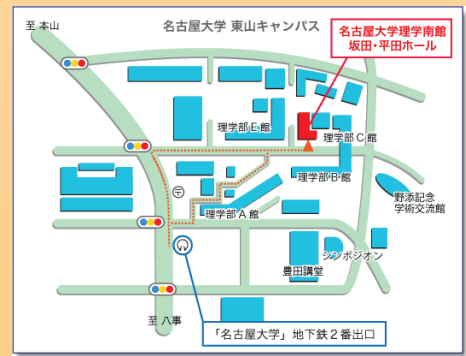 至 本山
名古屋大学 東山キャンパス
名古屋大学理学南館
坂田・平田ホール
理学部E館
理学部C館
理学部B館
〒
理学部A館
野添記念
学術交流館
シンポジオン
豊田講堂
至 八事
「名古屋大学」地下鉄2番出口